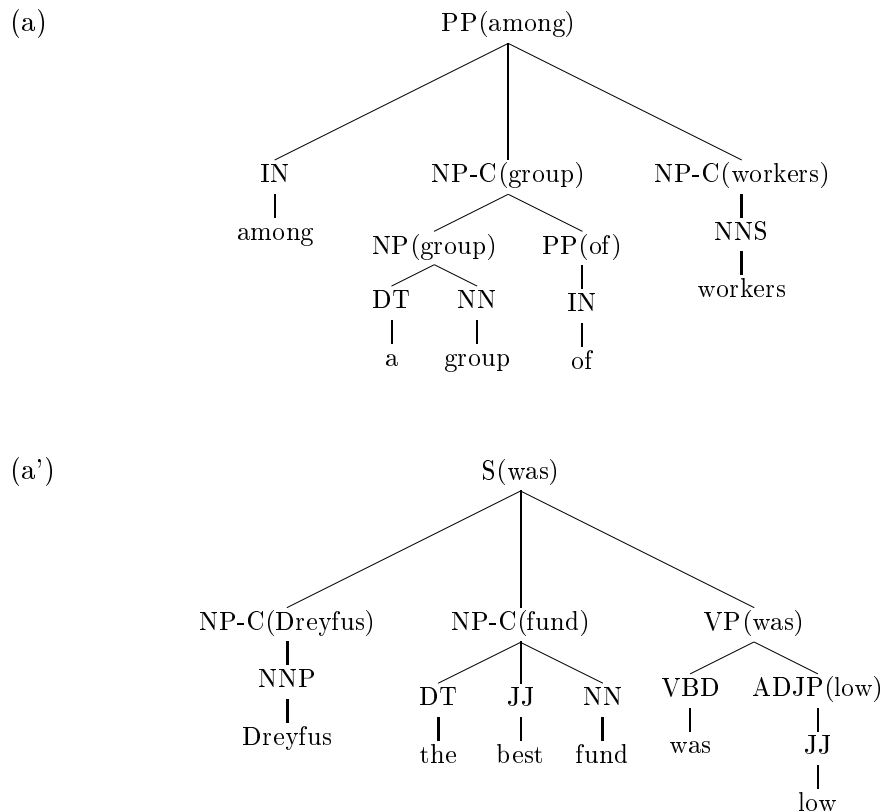 (a) PP(among)
IN NP-C(group) NP-C(workers)
among NP(group) PP(of) NNS
DT NN IN workers
a group of
(a') S(was)
NP-C(Dreyfus) NP-C(fund) VP(was)
NNP DT JJ NN VBD ADJP(low)
Dreyfus the best fund was JJ
low